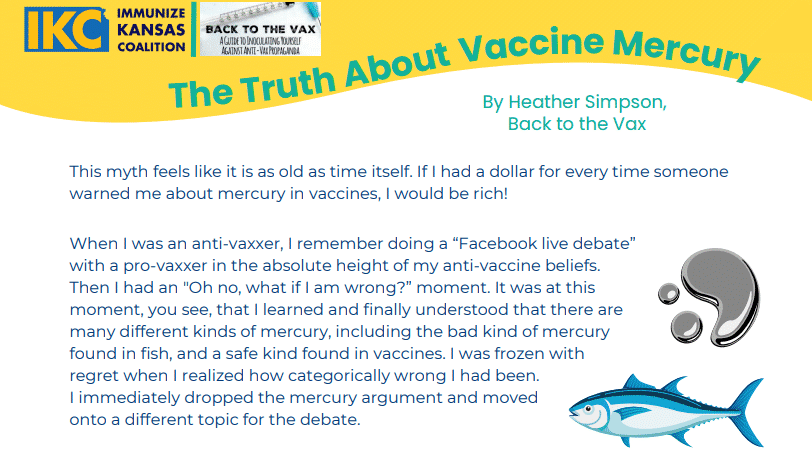 IKC
IMMUNIZE
KANSAS
COALITION
BACK TO THE VAX
A GUIDE TO INOCULATING YOURSELF
AGAINST ANTI-VAX PROPAGANDA
The Truth About Vaccine Mercury
By Heather Simpson,
Back to the Vax
This myth feels like it is as old as time itself. If I had a dollar for every time someone
warned me about mercury in vaccines, I would be rich!
When I was an anti-vaxxer, I remember doing a “Facebook live debate”
with a pro-vaxxer in the absolute height of my anti-vaccine beliefs.
Then I had an "Oh no, what if I am wrong?” moment. It was at this
moment, you see, that I learned and finally understood that there are
many different kinds of mercury, including the bad kind of mercury
found in fish, and a safe kind found in vaccines. I was frozen with
regret when I realized how categorically wrong I had been.
I immediately dropped the mercury argument and moved
onto a different topic for the debate.